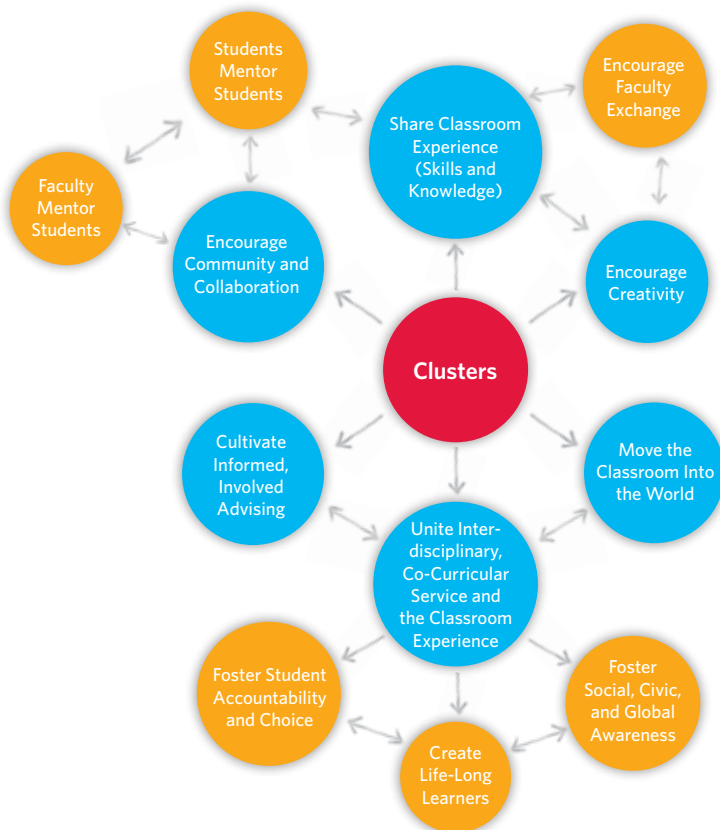 Students
Mentor
Students
Encourage
Faculty
Exchange
Share Classroom
Experience
(Skills and
Knowledge)
Faculty
Mentor
Students
Encourage
Community and
Collaboration
Encourage
Creativity
Clusters
Cultivate
Informed,
Involved
Advising
Move the
Classroom Into
the World
Unite Inter-
disciplinary,
Co-Curricular
Service and
the Classroom
Experience
Foster Student
Accountability
and Choice
Foster
Social, Civic,
and Global
Awareness
Create
Life-Long
Learners